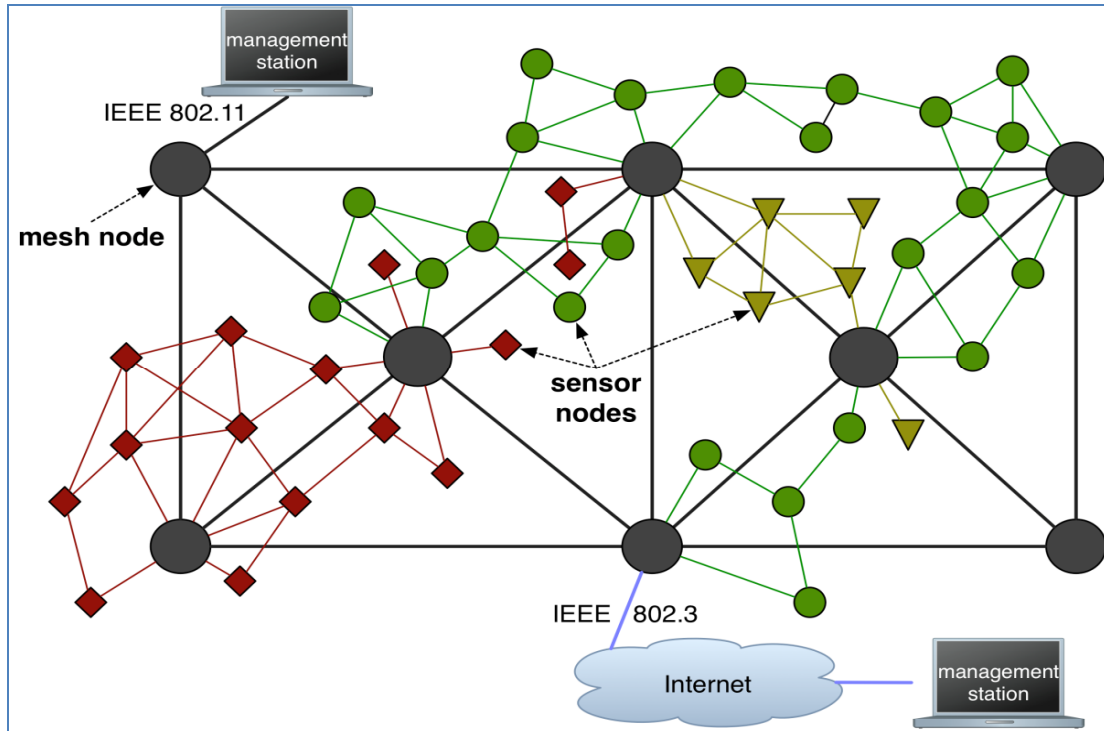 management
station
IEEE 802.11
mesh node
sensor
nodes
IEEE 802.3
Internet
management
station